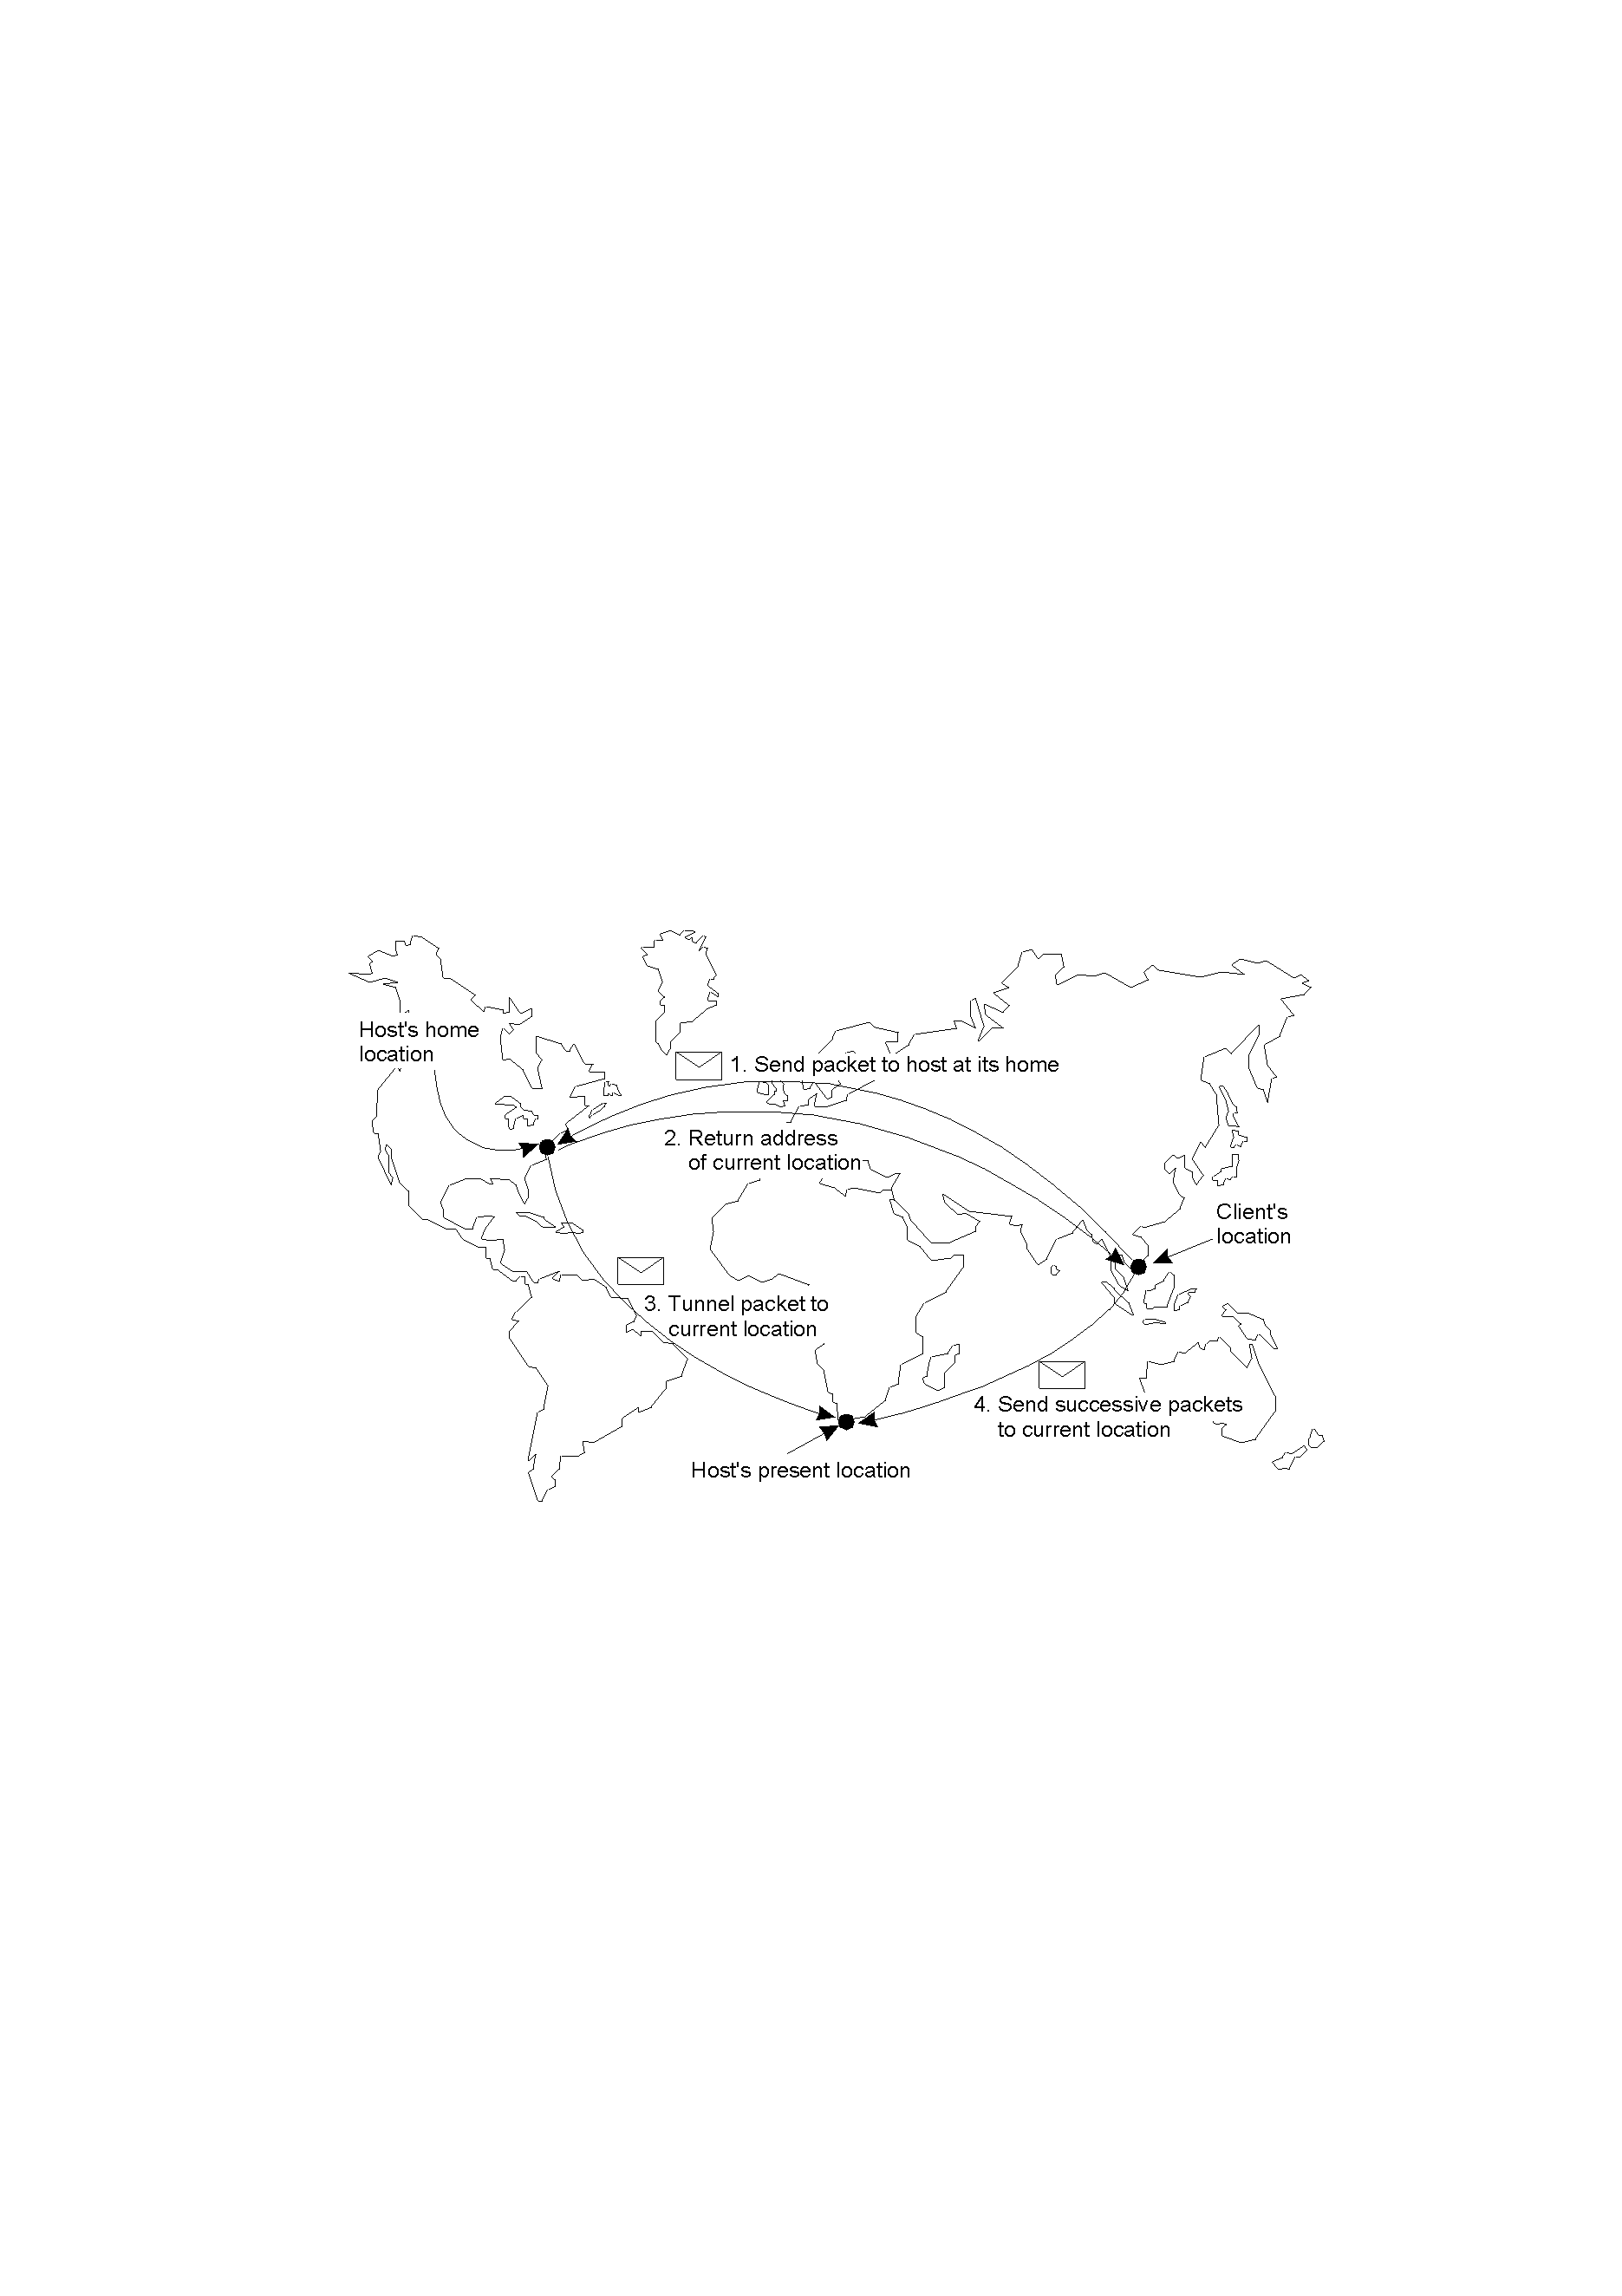 Host's home
location
1. Send packet to host at its home
2. Return address
of current location
Client's
location
3. Tunnel packet to
current location
4. Send successive packets
to current location
Host's present location